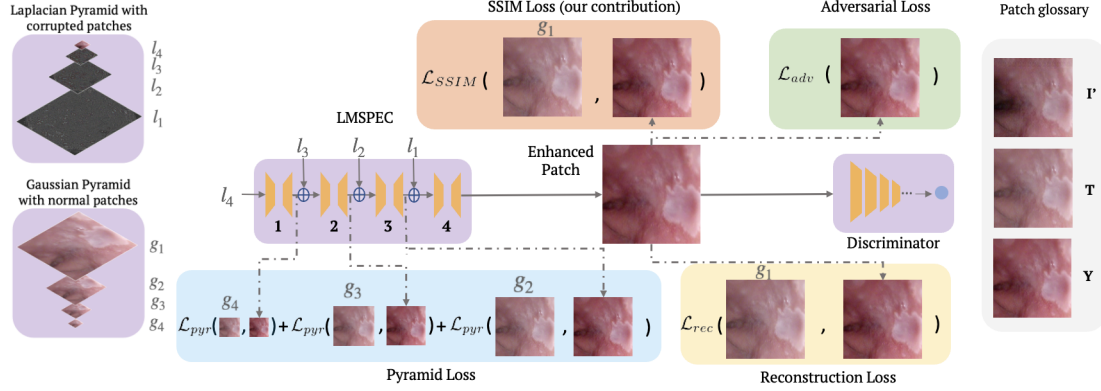 Laplacian Pyramid with
corrupted patches
l4
l3
l2
l1
Gaussian Pyramid
with normal patches
g1
g2
g3
g4
LMSPEC
l4
l3
l2
l1
1
2
3
4
SSIM Loss (our contribution)
g1
ℒSSIM( , )
Adversarial Loss
ℒadv( )
Enhanced
Patch
Discriminator
g4
g3
g2
ℒpyr( , )+ℒpyr( , )+ℒpyr( , )
Pyramid Loss
g1
ℒrec( , )
Reconstruction Loss
Patch glossary
I'
T
Y